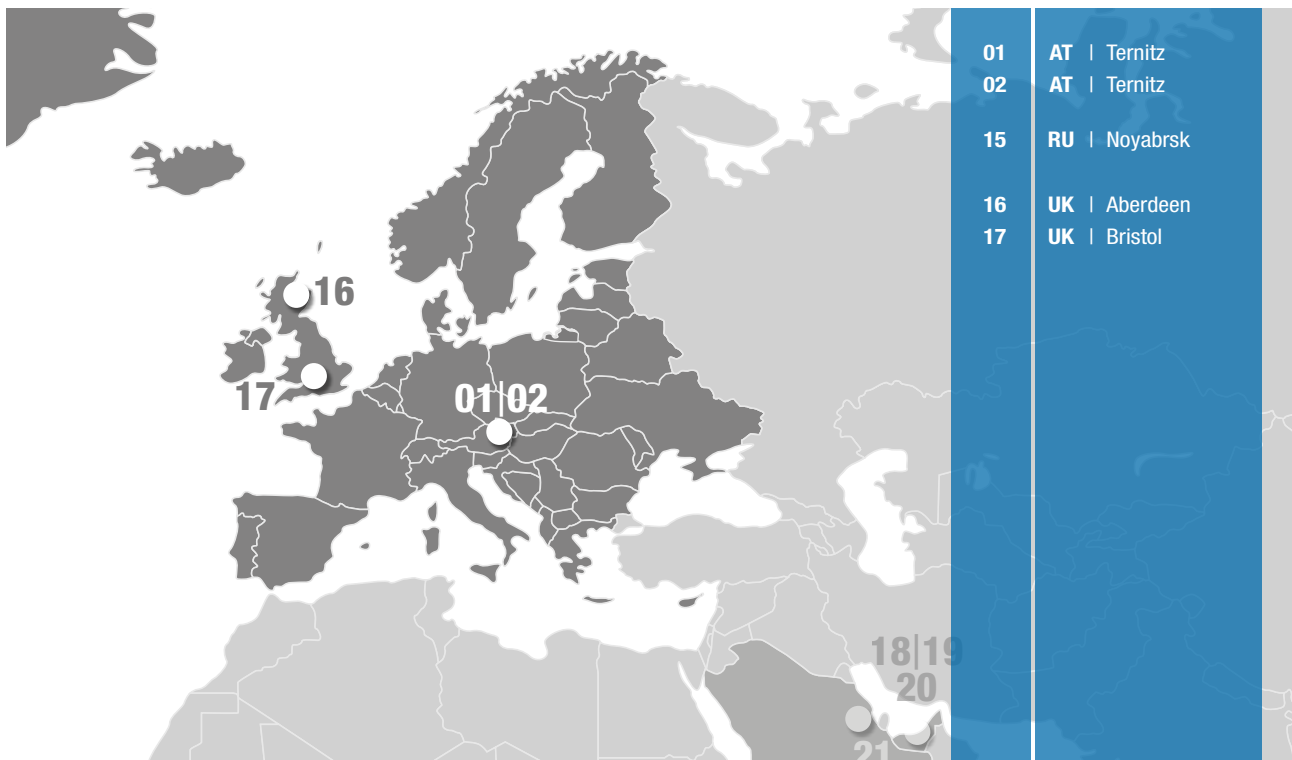 01 AT | Ternitz
02 AT | Ternitz
15 RU | Noyabrsk
16 UK | Aberdeen
17 UK | Bristol
16
17
01|02
18|19
20
21